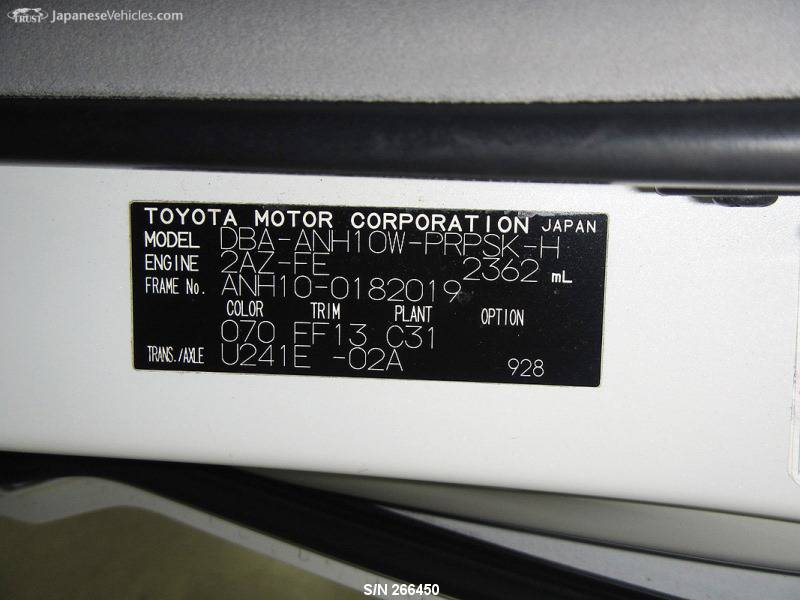 TRUST JapaneseVehicles.com
TOYOTA MOTOR CORPORATION JAPAN
MODEL DBA-ANH10W-PRPSK-H
ENGINE 2AZ-FE 2362 mL
FRAME No. ANH10-0182019
COLOR TRIM PLANT OPTION
070 FF13 C31
TRANS./AXLE U241E -02A 928
S/N 266450